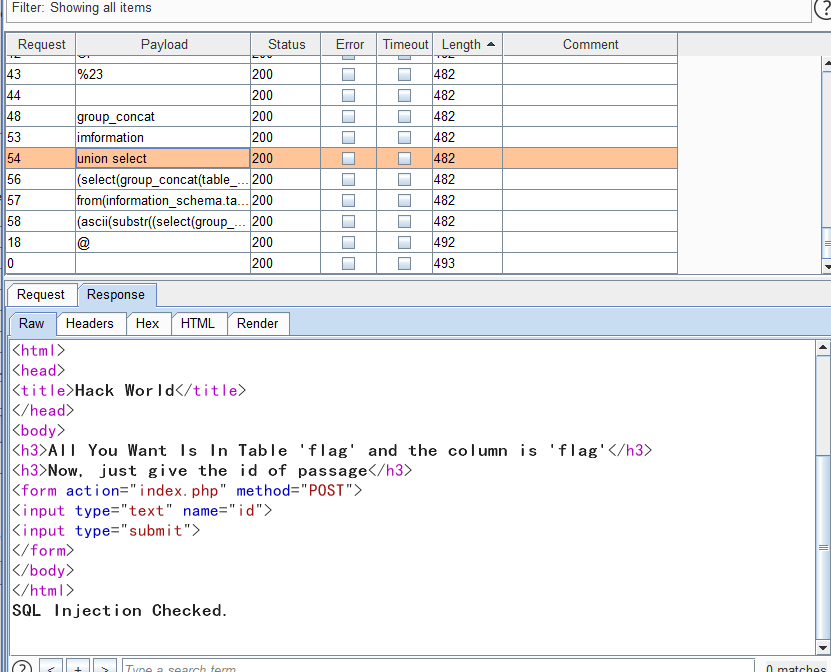 Filter: Showing all items
Request Payload Status Error Timeout Length Comment
43 %23 200 482
44 200 482
48 group_concat 200 482
53 imformation 200 482
54 union select 200 482
56 (select(group_concat(table_... 200 482
57 from(information_schema.ta... 200 482
58 (ascii(substr((select(group_... 200 482
18 @ 200 492
0 200 493
Request Response
Raw Headers Hex HTML Render
<html>
<head>
<title>Hack World</title>
</head>
<body>
<h3>All You Want Is In Table 'flag' and the column is 'flag'</h3>
<h3>Now, just give the id of passage</h3>
<form action="index.php" method="POST">
<input type="text" name="id">
<input type="submit">
</form>
</body>
</html>
SQL Injection Checked.
? < + > Type a search term 0 matches